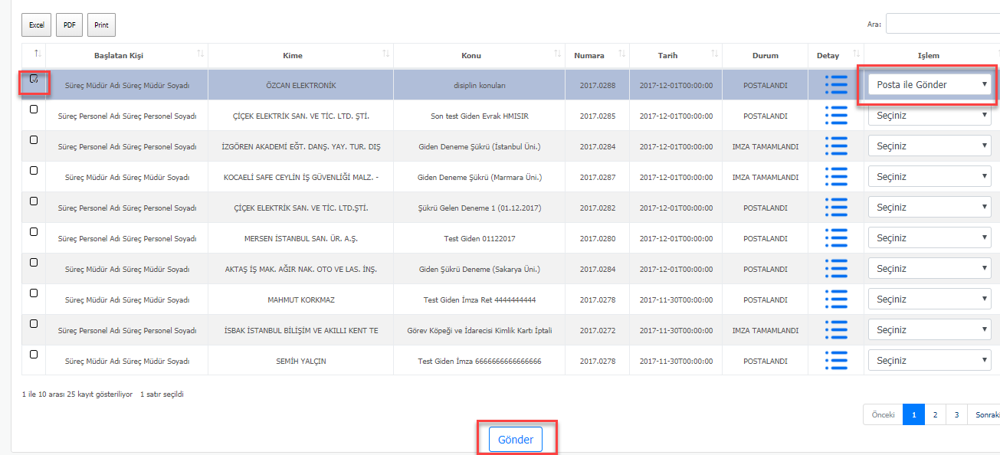 Excel PDF Print Ara:
Başlatan Kişi Kime Konu Numara Tarih Durum Detay İşlem
Süreç Müdür Adı Süreç Müdür Soyadı ÖZCAN ELEKTRONİK disiplin konuları 2017.0288 2017-12-01T00:00:00 POSTALANDI Posta ile Gönder
Süreç Personel Adı Süreç Personel Soyadı ÇİÇEK ELEKTRİK SAN. VE TİC. LTD. ŞTİ. Son test Giden Evrak HMISIR 2017.0285 2017-12-01T00:00:00 POSTALANDI Seçiniz
Süreç Personel Adı Süreç Personel Soyadı İZGÖREN AKADEMİ EĞT. DANŞ. YAY. TUR. DIŞ Giden Deneme Şükrü (İstanbul Üni.) 2017.0284 2017-12-01T00:00:00 IMZA TAMAMLANDI Seçiniz
Süreç Müdür Adı Süreç Müdür Soyadı KOCAELİ SAFE CEYLİN İŞ GÜVENLİĞİ MALZ. - Giden Deneme Şükrü (Marmara Üni.) 2017.0287 2017-12-01T00:00:00 IMZA TAMAMLANDI Seçiniz
Süreç Personel Adı Süreç Personel Soyadı ÇİÇEK ELEKTRİK SAN. VE TİC. LTD.ŞTİ. Şükrü Gelen Deneme 1 (01.12.2017) 2017.0282 2017-12-01T00:00:00 POSTALANDI Seçiniz
Süreç Personel Adı Süreç Personel Soyadı MERSEN İSTANBUL SAN. ÜR. A.Ş. Test Giden 01122017 2017.0280 2017-12-01T00:00:00 POSTALANDI Seçiniz
Süreç Müdür Adı Süreç Müdür Soyadı AKTAŞ İŞ MAK. AĞIR NAK. OTO VE LAS. İNŞ. Giden Şükrü Deneme (Sakarya Üni.) 2017.0284 2017-12-01T00:00:00 POSTALANDI Seçiniz
Süreç Müdür Adı Süreç Müdür Soyadı MAHMUT KORKMAZ Test Giden İmza Ret 4444444444 2017.0278 2017-11-30T00:00:00 POSTALANDI Seçiniz
Süreç Personel Adı Süreç Personel Soyadı İSBAK İSTANBUL BİLİŞİM VE AKILLI KENT TE Görev Köpeği ve İdarecisi Kimlik Kartı İptali 2017.0272 2017-11-30T00:00:00 IMZA TAMAMLANDI Seçiniz
Süreç Müdür Adı Süreç Müdür Soyadı SEMİH YALÇIN Test Giden İmza 6666666666666666 2017.0278 2017-11-30T00:00:00 POSTALANDI Seçiniz
1 ile 10 arası 25 kayıt gösteriliyor 1 satır seçildi
Önceki 1 2 3 Sonraki
Gönder